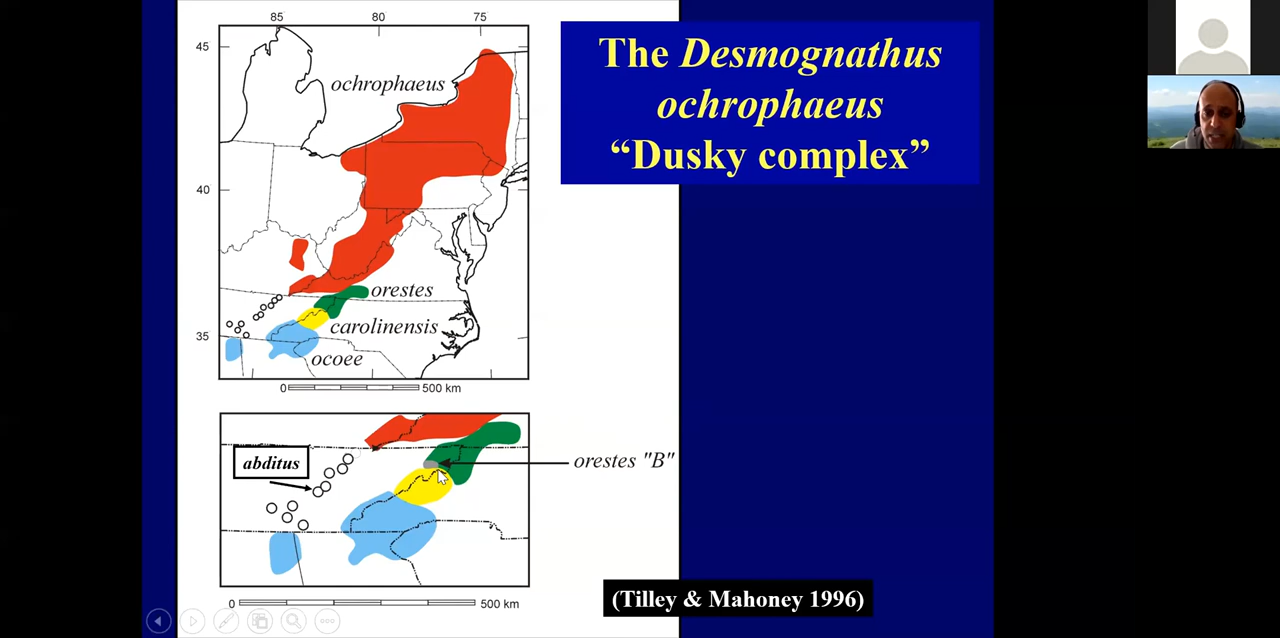 85 80 75
45
40
35
ochrophaeus
orestes
carolinensis
ocoee
0 500 km
The Desmognathus
ochrophaeus
“Dusky complex”
abditus
orestes "B"
0 500 km
(Tilley & Mahoney 1996)